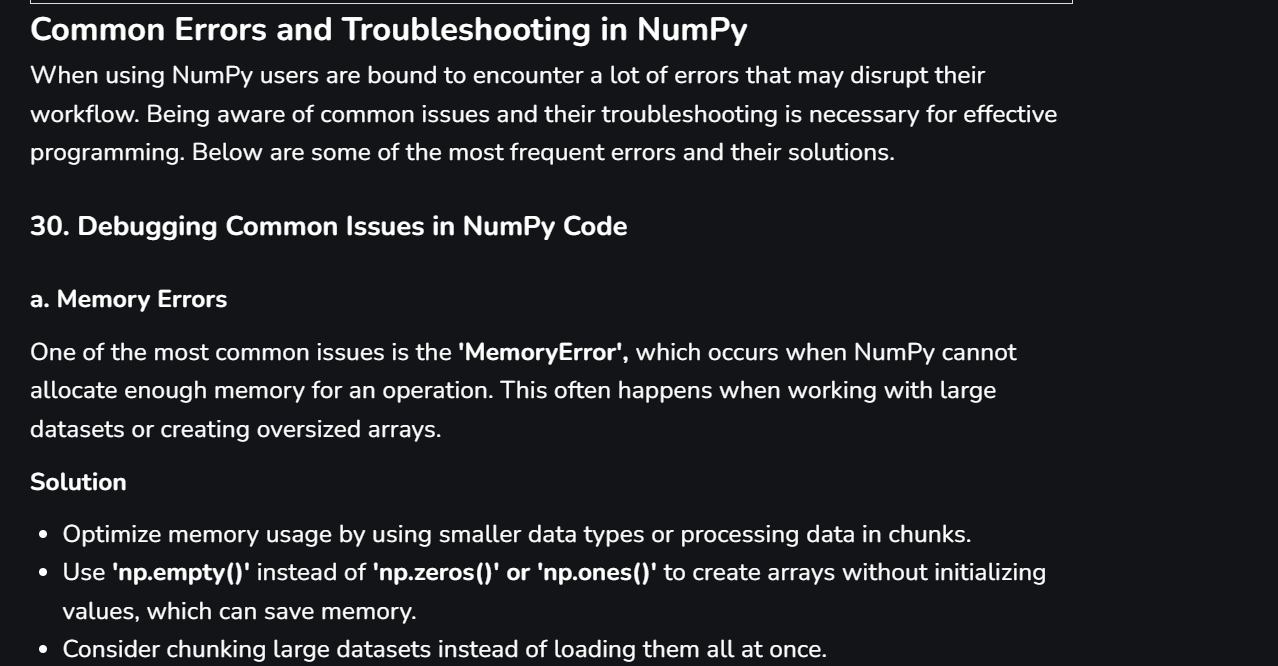 Common Errors and Troubleshooting in NumPy
When using NumPy users are bound to encounter a lot of errors that may disrupt their
workflow. Being aware of common issues and their troubleshooting is necessary for effective
programming. Below are some of the most frequent errors and their solutions.
30. Debugging Common Issues in NumPy Code
a. Memory Errors
One of the most common issues is the 'MemoryError', which occurs when NumPy cannot
allocate enough memory for an operation. This often happens when working with large
datasets or creating oversized arrays.
Solution
• Optimize memory usage by using smaller data types or processing data in chunks.
• Use 'np.empty()' instead of 'np.zeros()' or 'np.ones()' to create arrays without initializing
values, which can save memory.
• Consider chunking large datasets instead of loading them all at once.